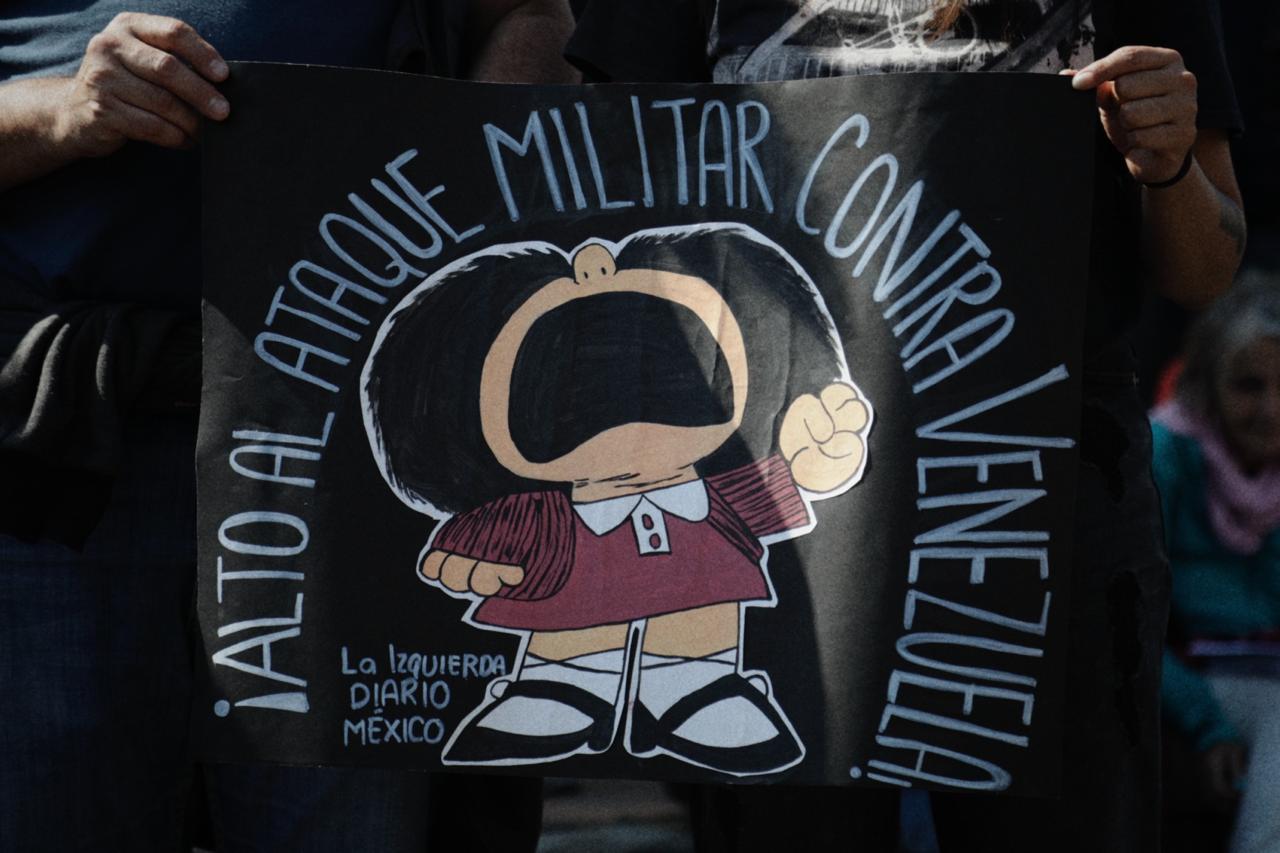 ¡ALTO AL ATAQUE MILITAR CONTRA VENEZUELA!
La IZQUIERDA
DIARIO
MÉXICO